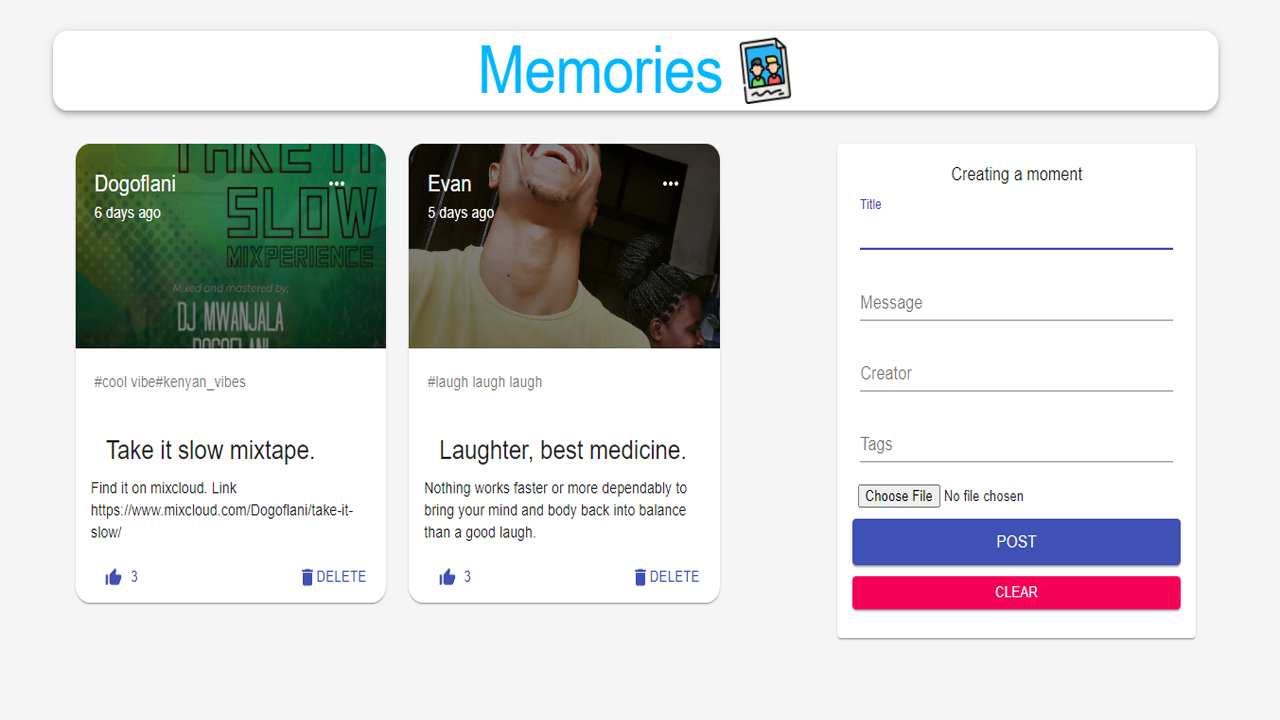 Memories
TAKE IT
Dogoflani
6 days ago
SLOW
MIXPERIENCE
Mixed and mastered by;
DJ MWANJALA
DOGOFLANI
#cool vibe#kenyan_vibes
Take it slow mixtape.
Find it on mixcloud. Link
https://www.mixcloud.com/Dogoflani/take-it-
slow/
3
DELETE
Evan
5 days ago
#laugh laugh laugh
Laughter, best medicine.
Nothing works faster or more dependably to
bring your mind and body back into balance
than a good laugh.
3
DELETE
Creating a moment
Title
Message
Creator
Tags
Choose File No file chosen
POST
CLEAR